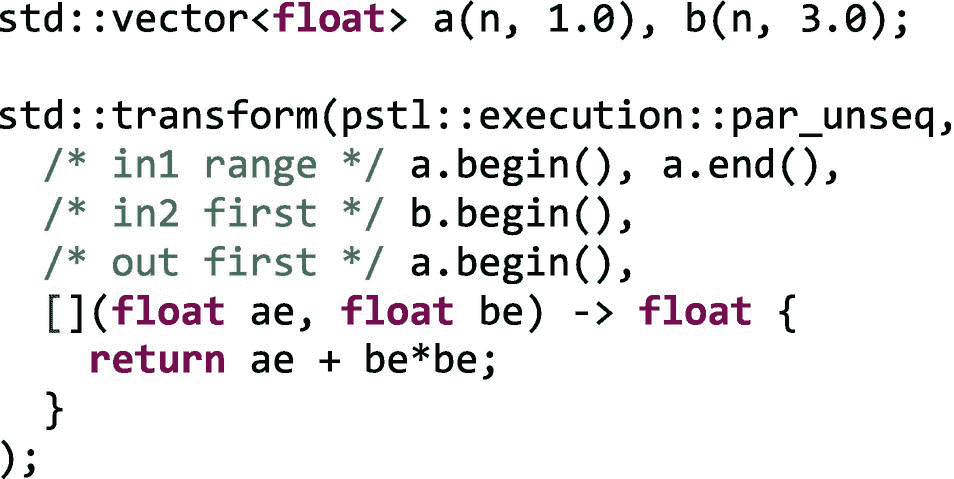 std::vector<float> a(n, 1.0), b(n, 3.0);
std::transform(pstl::execution::par_unseq,
/* in1 range */ a.begin(), a.end(),
/* in2 first */ b.begin(),
/* out first */ a.begin(),
[](float ae, float be) -> float {
return ae + be*be;
}
);